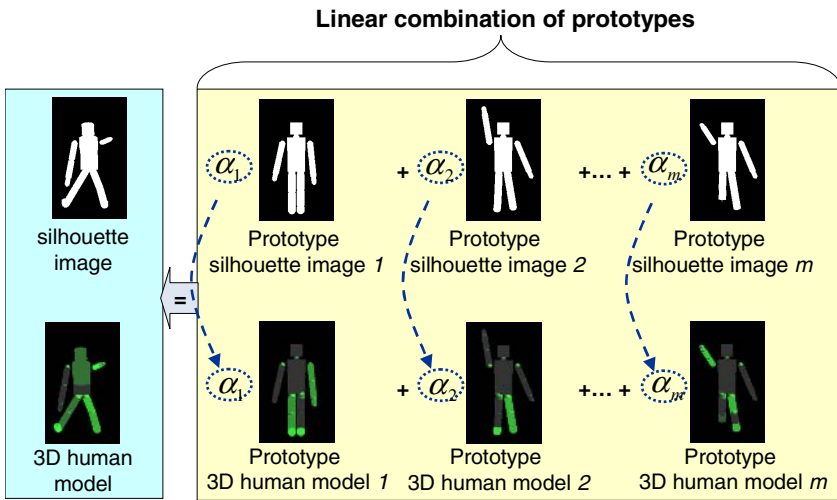 Linear combination of prototypes
α1 + α2 +... + αm
silhouette
image
Prototype
silhouette image 1
Prototype
silhouette image 2
Prototype
silhouette image m
=
α1 + α2 +... + αm
3D human
model
Prototype
3D human model 1
Prototype
3D human model 2
Prototype
3D human model m